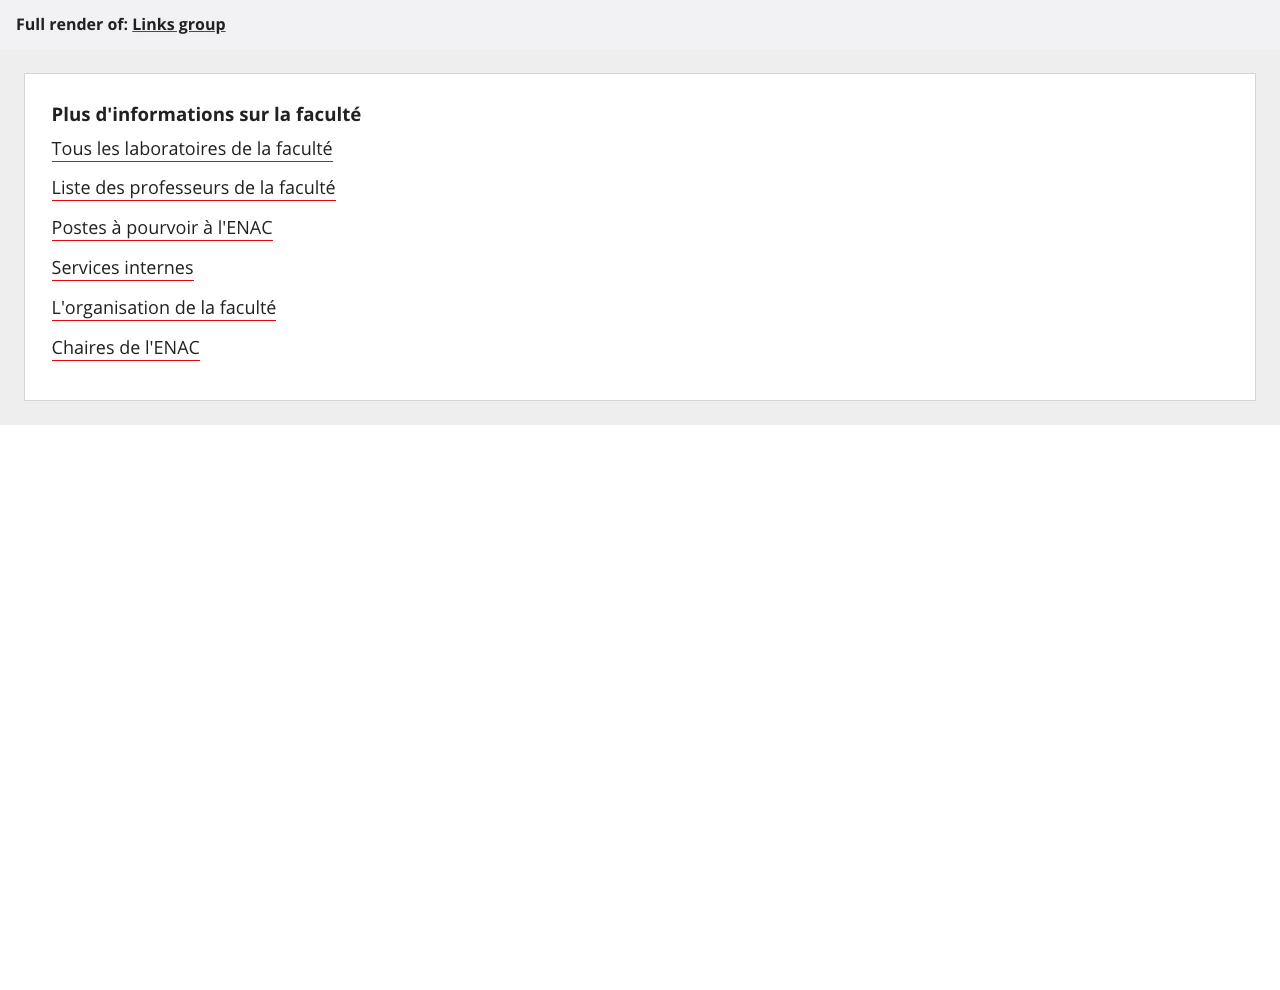 Full render of: Links group
Plus d'informations sur la faculté
Tous les laboratoires de la faculté
Liste des professeurs de la faculté
Postes à pourvoir à l'ENAC
Services internes
L'organisation de la faculté
Chaires de l'ENAC